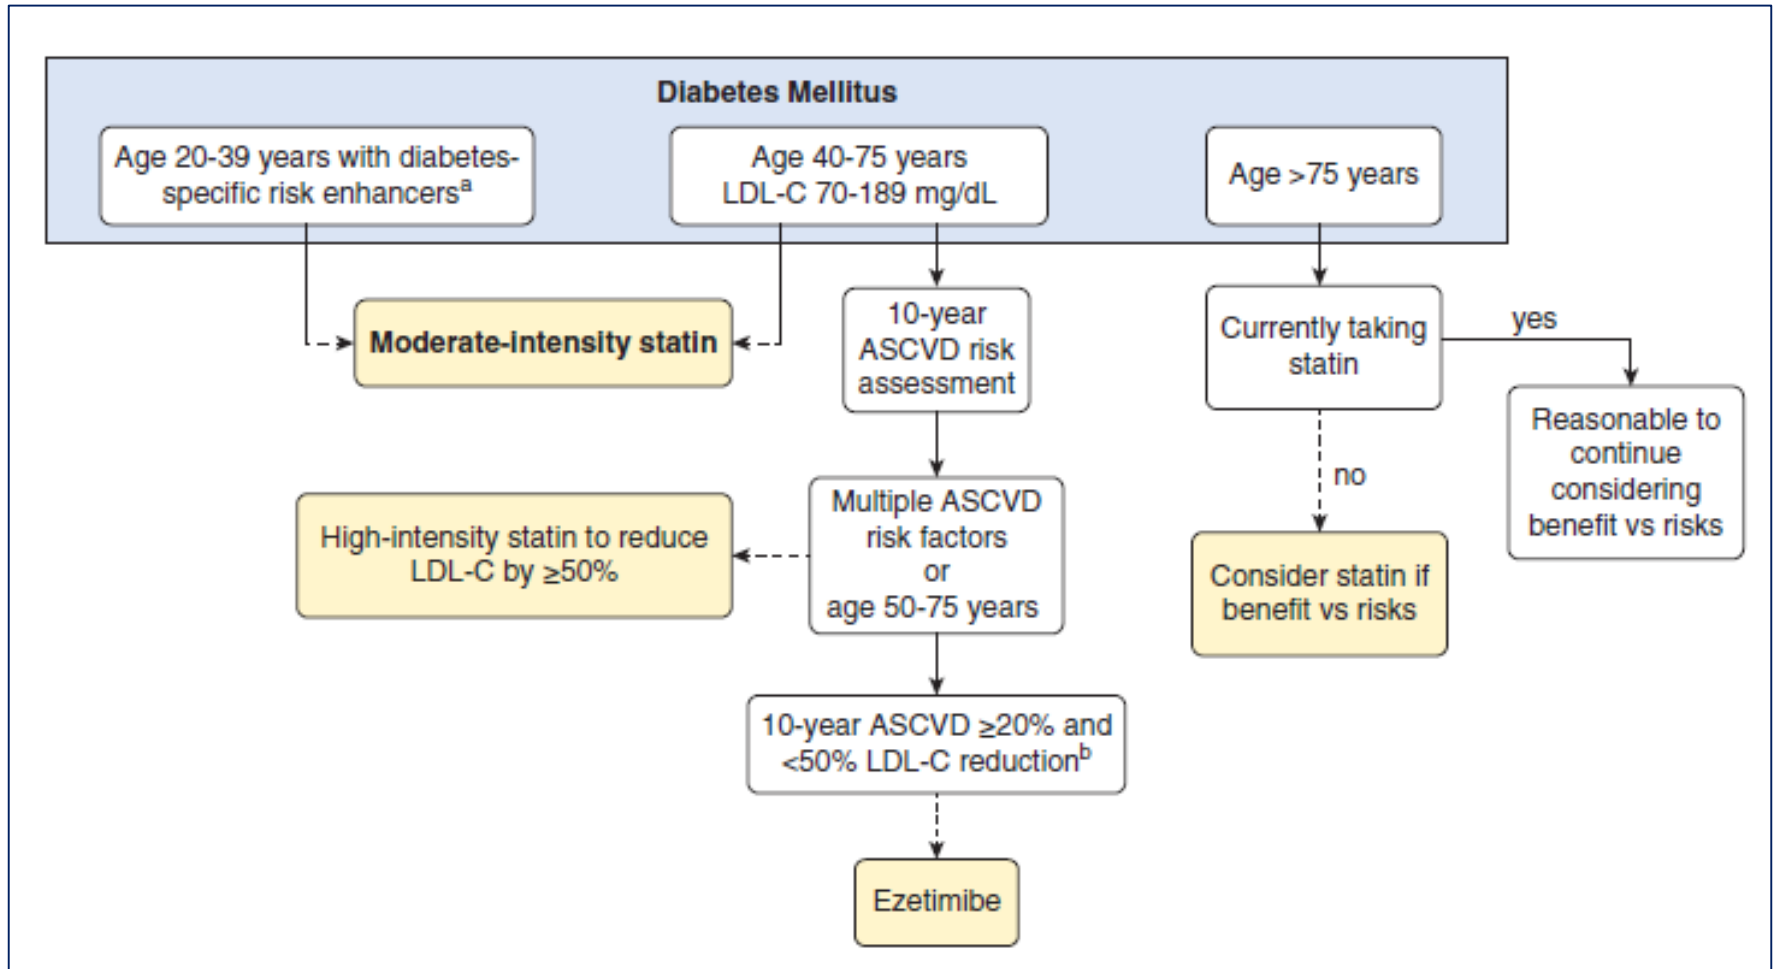 Diabetes Mellitus
Age 20-39 years with diabetes-
specific risk enhancersᵃ
Age 40-75 years
LDL-C 70-189 mg/dL
Age >75 years
Moderate-intensity statin
10-year
ASCVD risk
assessment
Currently taking
statin
yes
Reasonable to
continue
considering
benefit vs risks
no
High-intensity statin to reduce
LDL-C by ≥50%
Multiple ASCVD
risk factors
or
age 50-75 years
Consider statin if
benefit vs risks
10-year ASCVD ≥20% and
<50% LDL-C reductionᵇ
Ezetimibe